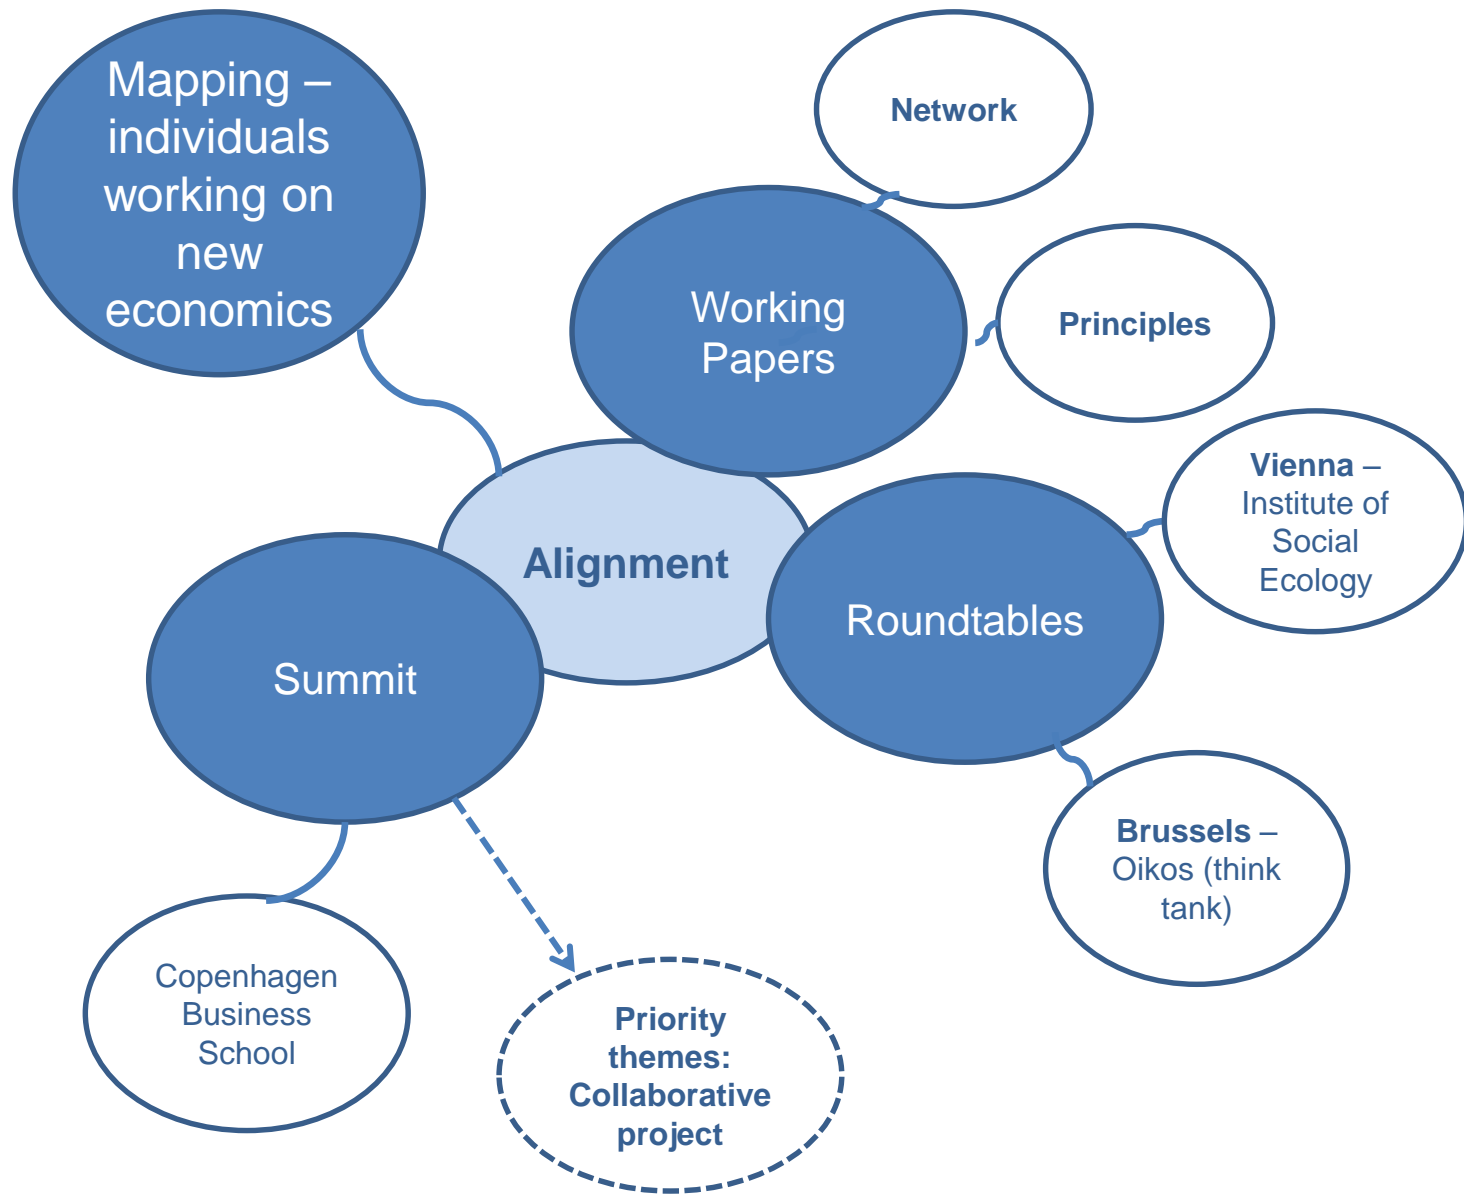 Mapping –
individuals
working on
new
economics
Network
Working
Papers
Principles
Vienna –
Institute of
Social
Ecology
Alignment
Roundtables
Summit
Brussels –
Oikos (think
tank)
Copenhagen
Business
School
Priority
themes:
Collaborative
project